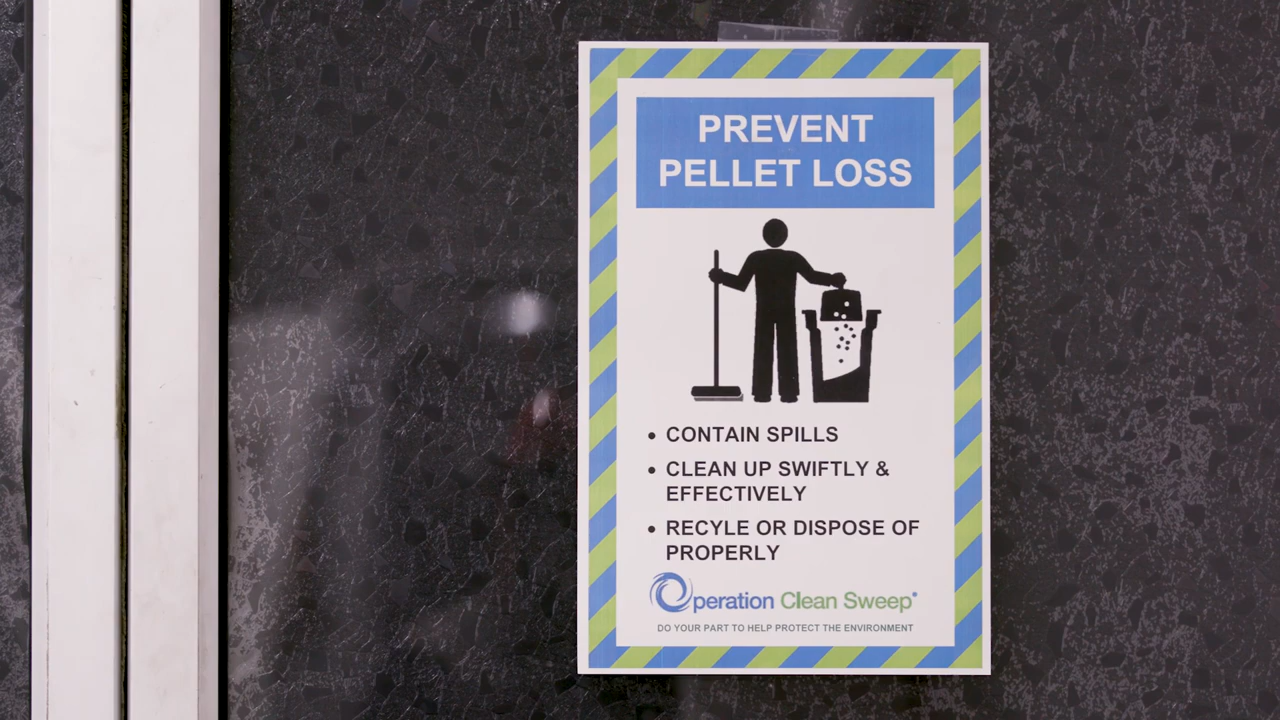 PREVENT
PELLET LOSS
• CONTAIN SPILLS
• CLEAN UP SWIFTLY &
EFFECTIVELY
• RECYLE OR DISPOSE OF
PROPERLY
Operation Clean Sweep®
DO YOUR PART TO HELP PROTECT THE ENVIRONMENT